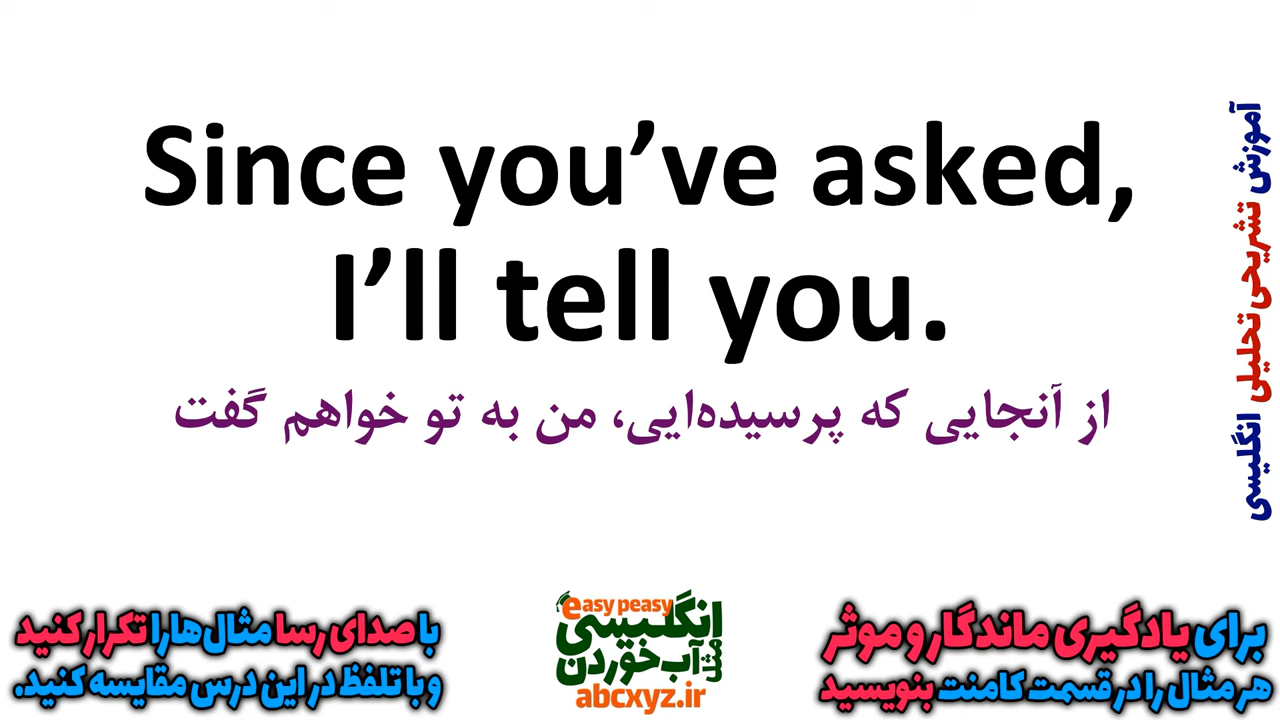 Since you’ve asked,
I’ll tell you.
از آنجایی که پرسیده‌ایی، من به تو خواهم گفت
آموزش تشریحی تحلیلی انگلیسی
برای یادگیری ماندگار و موثر
هر مثال را در قسمت کامنت بنویسید
easy peasy
انگلیسی
مثل آب خوردن
abcxyz.ir
با صدای رسا مثال‌ها را تکرار کنید
و با تلفظ در این درس مقایسه کنید.